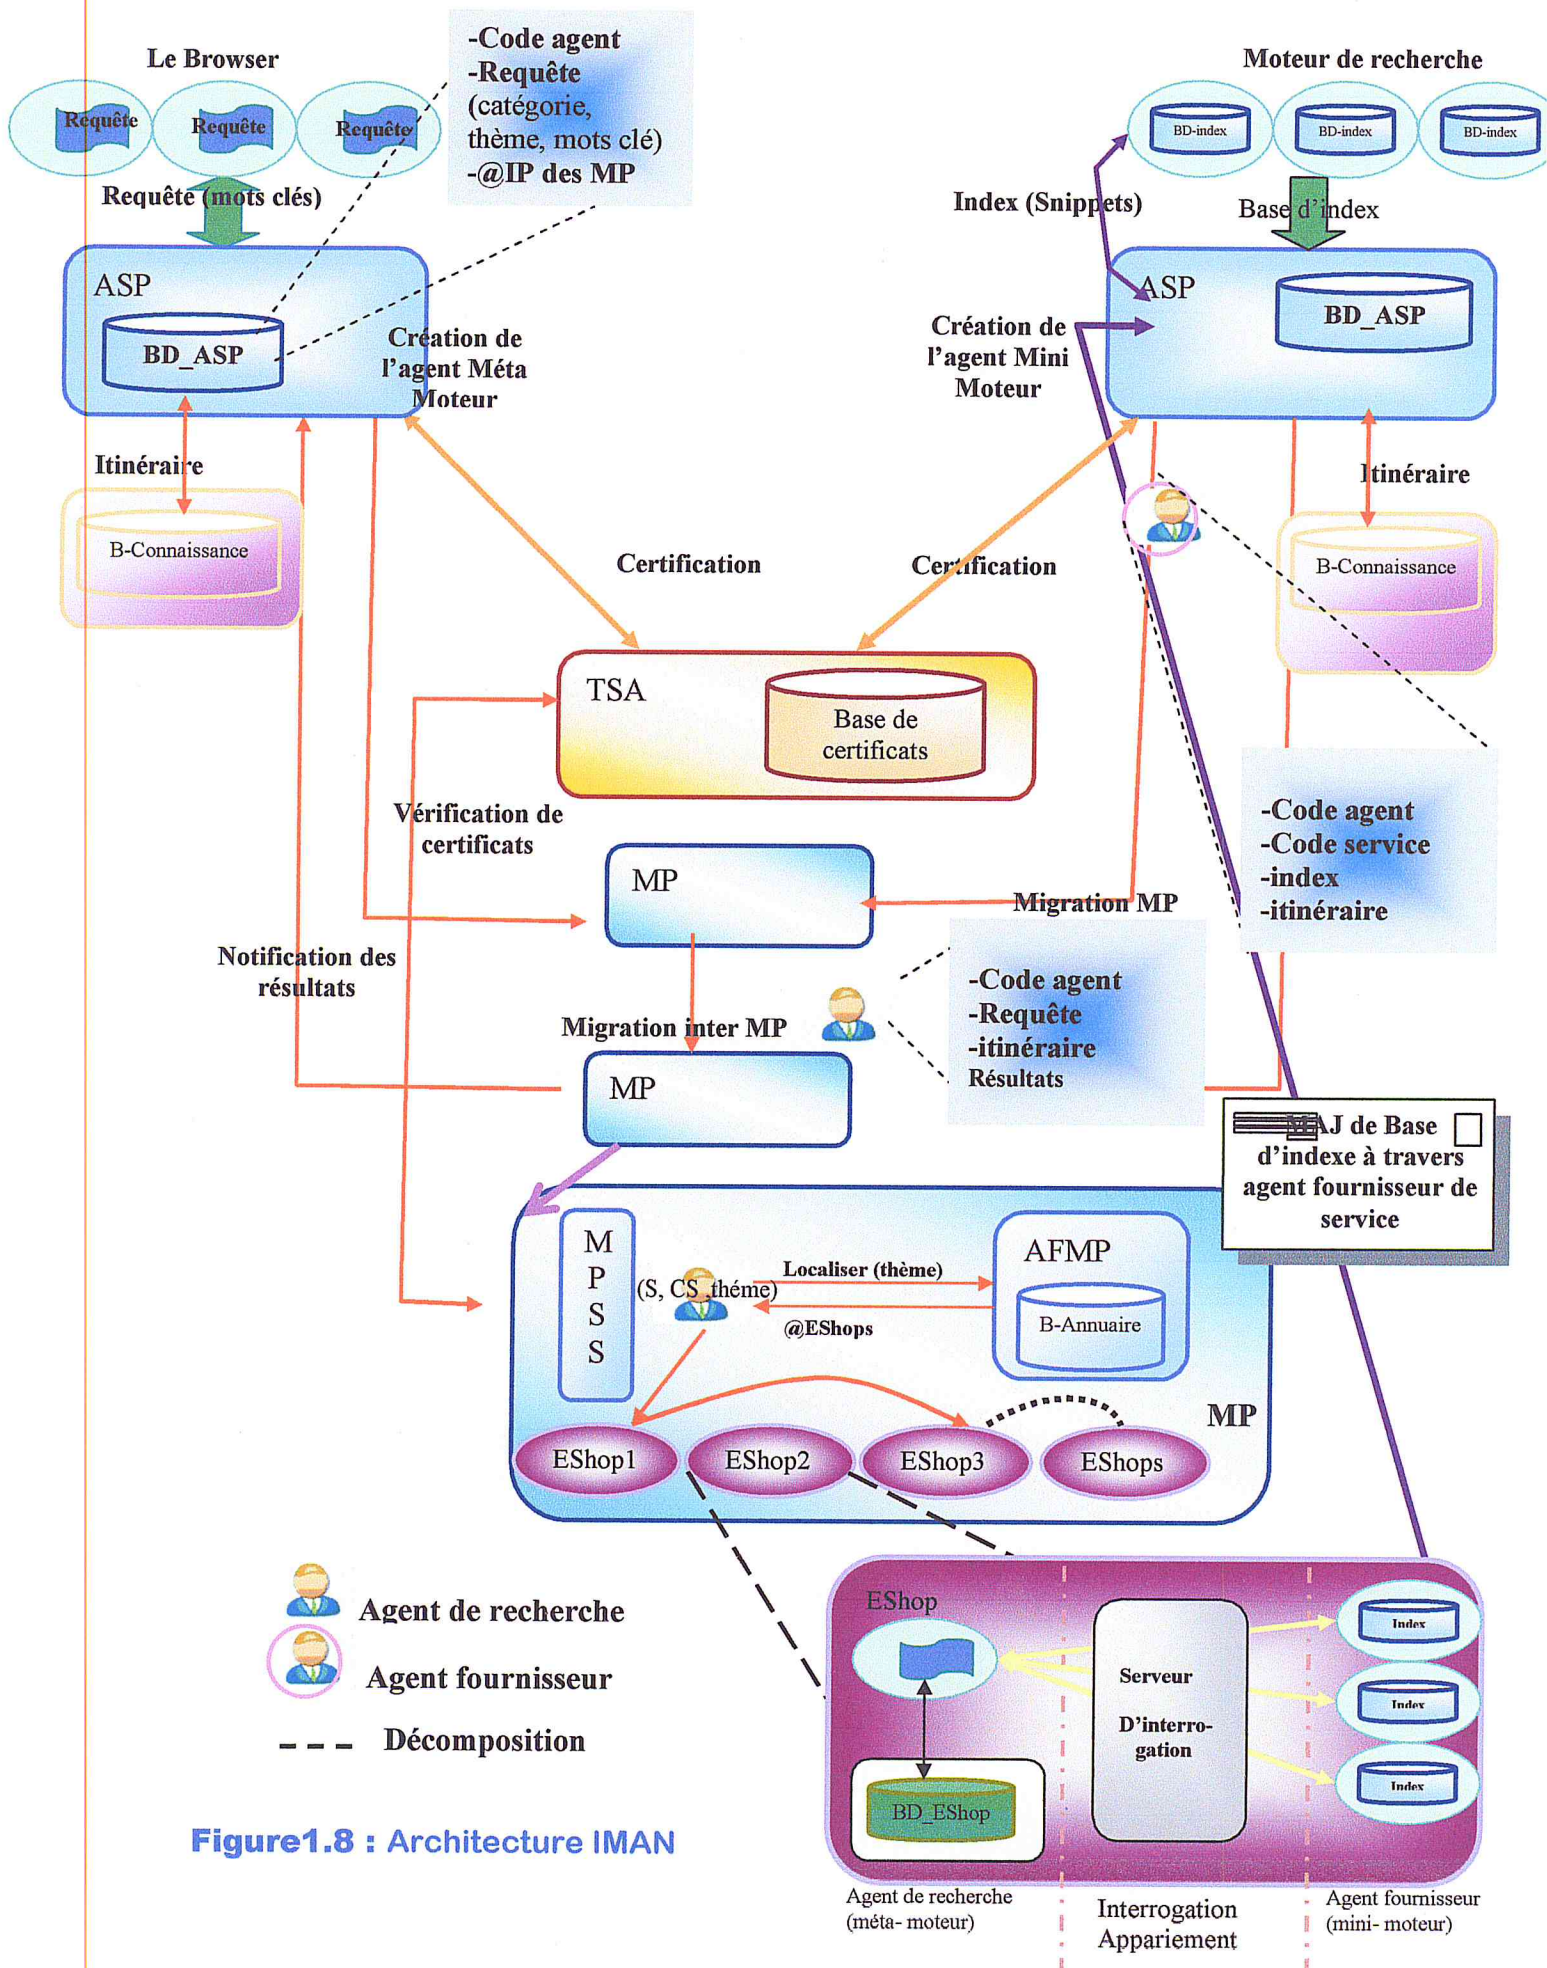 Le Browser
Requête
Requête
Requête
Requête (mots clés)
-Code agent
-Requête
(catégorie,
thème, mots clé)
-@IP des MP
Moteur de recherche
BD-index
BD-index
BD-index
Index (Snippets)
Base d'index
ASP
BD_ASP
Création de
l'agent Méta
Moteur
ASP
BD_ASP
Création de
l'agent Mini
Moteur
Itinéraire
B-Connaissance
Itinéraire
B-Connaissance
Certification
Certification
TSA
Base de
certificats
Vérification de
certificats
-Code agent
-Code service
-index
-itinéraire
MP
Migration MP
Notification des
résultats
-Code agent
-Requête
-itinéraire
Résultats
Migration inter MP
MP
MAJ de Base
d'indexe à travers
agent fournisseur de
service
M
P
S
S
(S, CS ,théme)
Localiser (thème)
@EShops
AFMP
B-Annuaire
MP
EShop1
EShop2
EShop3
EShops
Agent de recherche
Agent fournisseur
Décomposition
EShop
BD_EShop
Serveur
D'interro-
gation
Index
Index
Index
Figure1.8 : Architecture IMAN
Agent de recherche
(méta- moteur)
Interrogation
Appariement
Agent fournisseur
(mini- moteur)